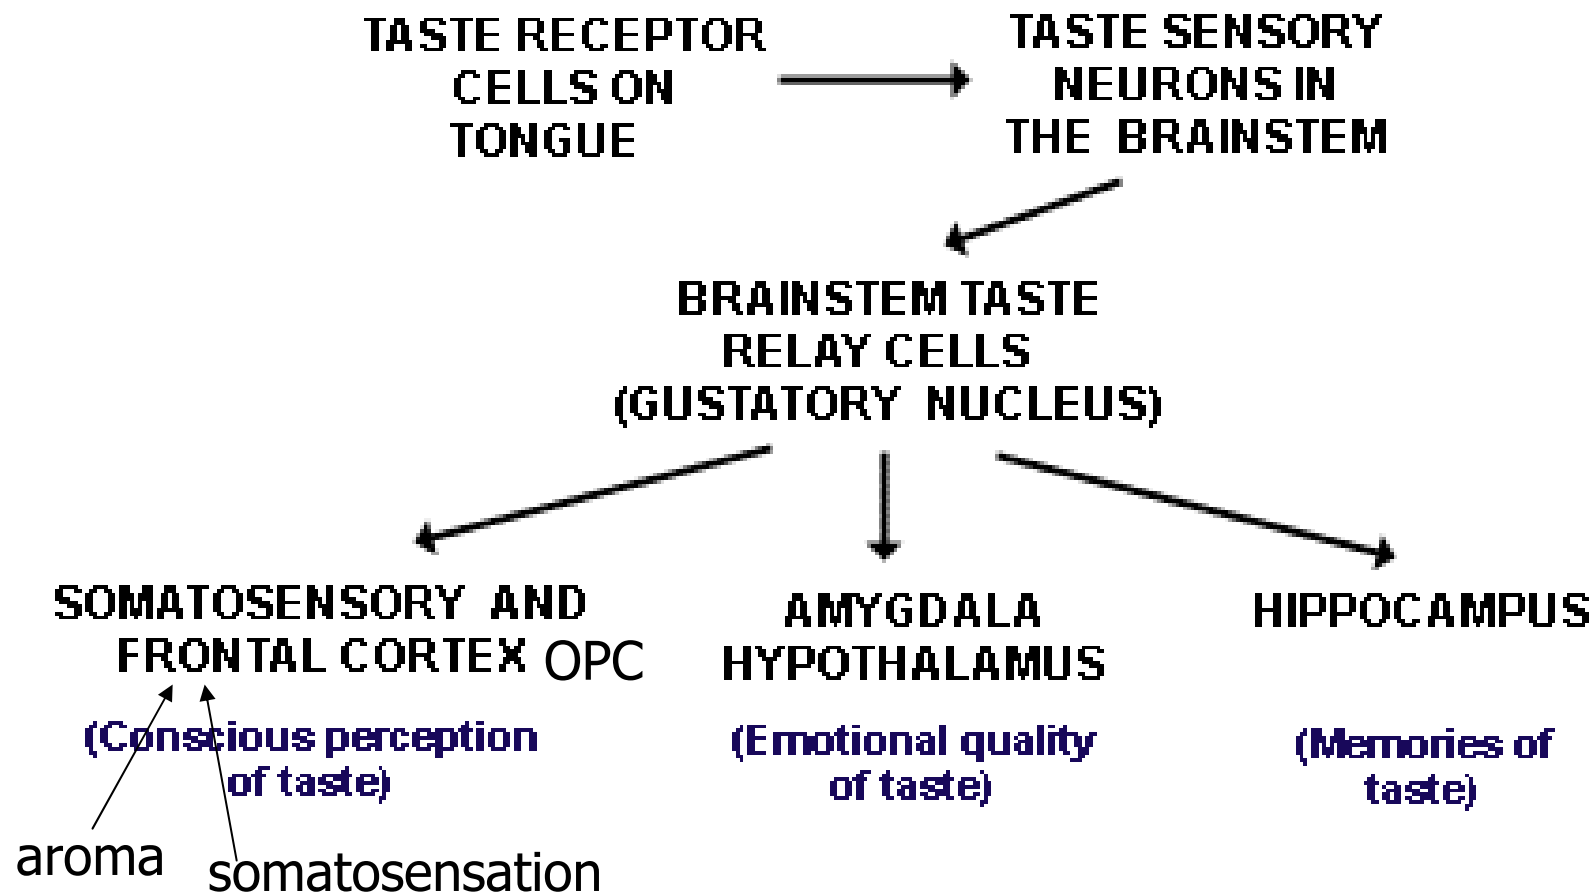 TASTE RECEPTOR
CELLS ON
TONGUE
TASTE SENSORY
NEURONS IN
THE BRAINSTEM
BRAINSTEM TASTE
RELAY CELLS
(GUSTATORY NUCLEUS)
SOMATOSENSORY AND
FRONTAL CORTEX OPC
(Conscious perception
of taste)
aroma
somatosensation
AMYGDALA
HYPOTHALAMUS
(Emotional quality
of taste)
HIPPOCAMPUS
(Memories of
taste)